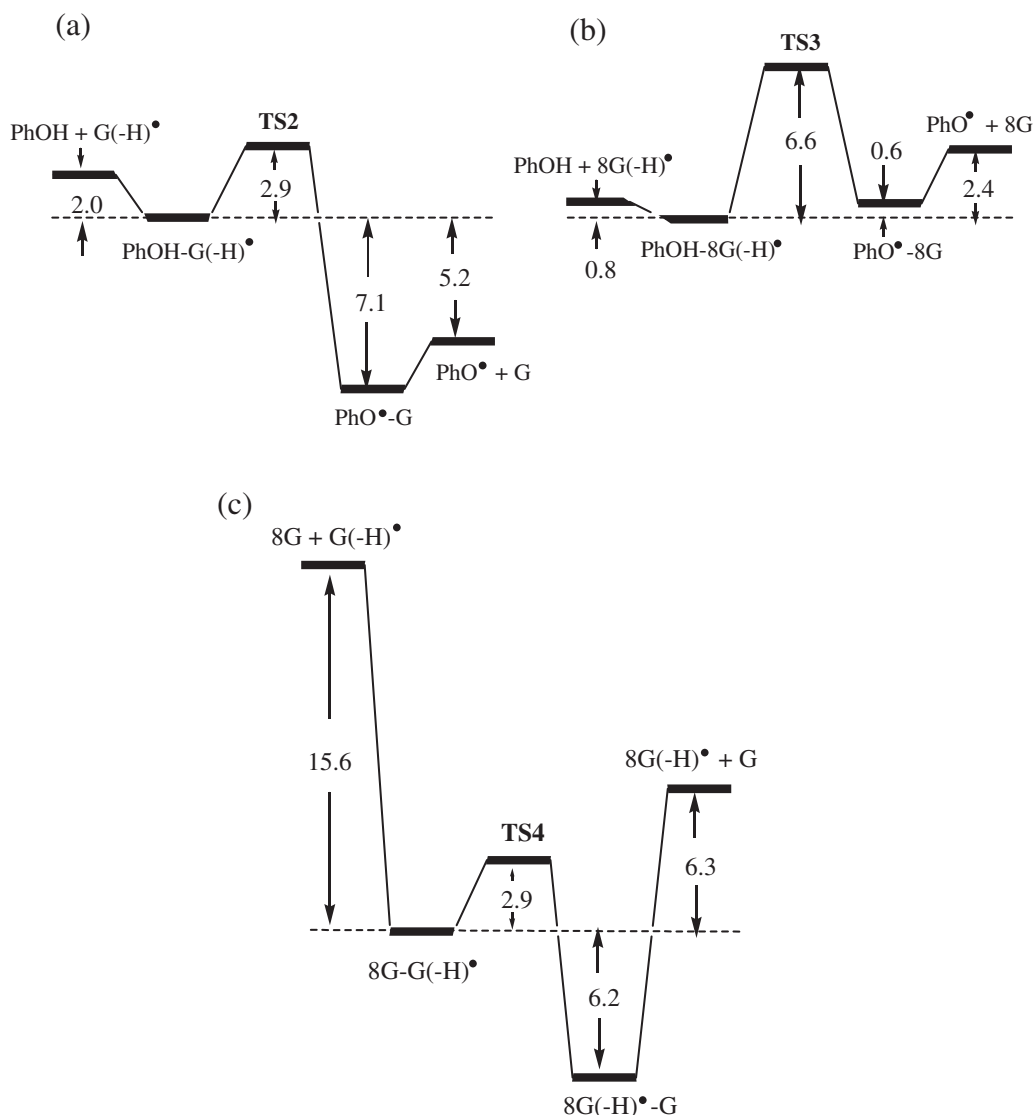 (a)
PhOH + G(-H)●
TS2
2.0
2.9
PhOH-G(-H)●
7.1
5.2
PhO● + G
PhO●-G
(b)
TS3
PhOH + 8G(-H)●
6.6
0.6
PhO● + 8G
2.4
PhOH-8G(-H)●
PhO●-8G
0.8
(c)
8G + G(-H)●
15.6
TS4
8G(-H)● + G
2.9
6.3
8G-G(-H)●
6.2
8G(-H)●-G